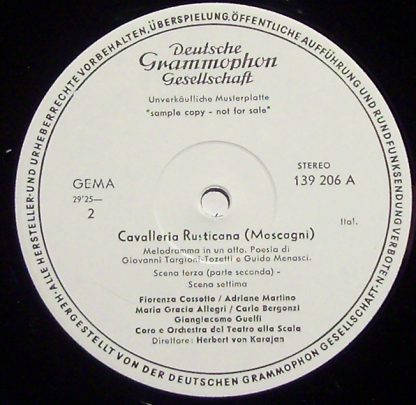 ALLE HERSTELLER- UND URHEBERRECHTE VORBEHALTEN, ÜBERSPIELUNG, ÖFFENTLICHE AUFFÜHRUNG UND RUNDFUNKSENDUNG VERBOTEN · HERGESTELLT VON DER DEUTSCHEN GRAMMOPHON GESELLSCHAFT ·
Deutsche
Grammophon
Gesellschaft
Unverkäufliche Musterplatte
"sample copy - not for sale"
GEMA
29'25—
2
STEREO
139 206 A
Ital.
Cavalleria Rusticana (Mascagni)
Melodramma in un atto. Poesia di
Giovanni Targioni-Tozetti e Guido Menasci.
Scena terza (parte seconda) -
Scena settima
Fiorenza Cossotto / Adriane Martino
Maria Gracia Allegri / Carlo Bergonzi
Giangiacomo Guelfi
Coro e Orchestra del Teatro alla Scala
Direttore: Herbert von Karajan